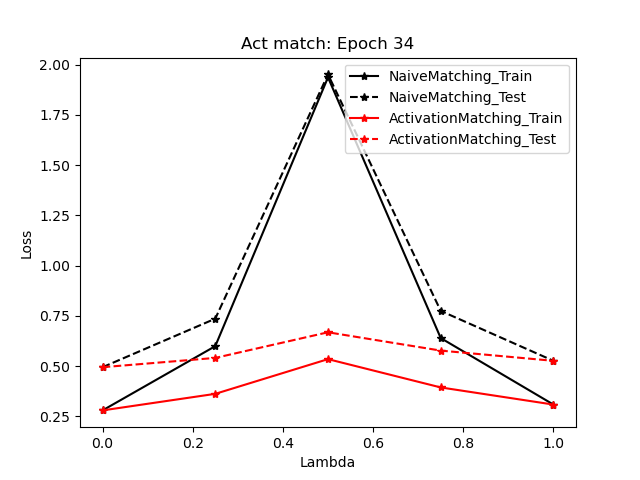 Act match: Epoch 34
NaiveMatching_Train
NaiveMatching_Test
ActivationMatching_Train
ActivationMatching_Test
Loss
2.00
1.75
1.50
1.25
1.00
0.75
0.50
0.25
0.0 0.2 0.4 0.6 0.8 1.0
Lambda